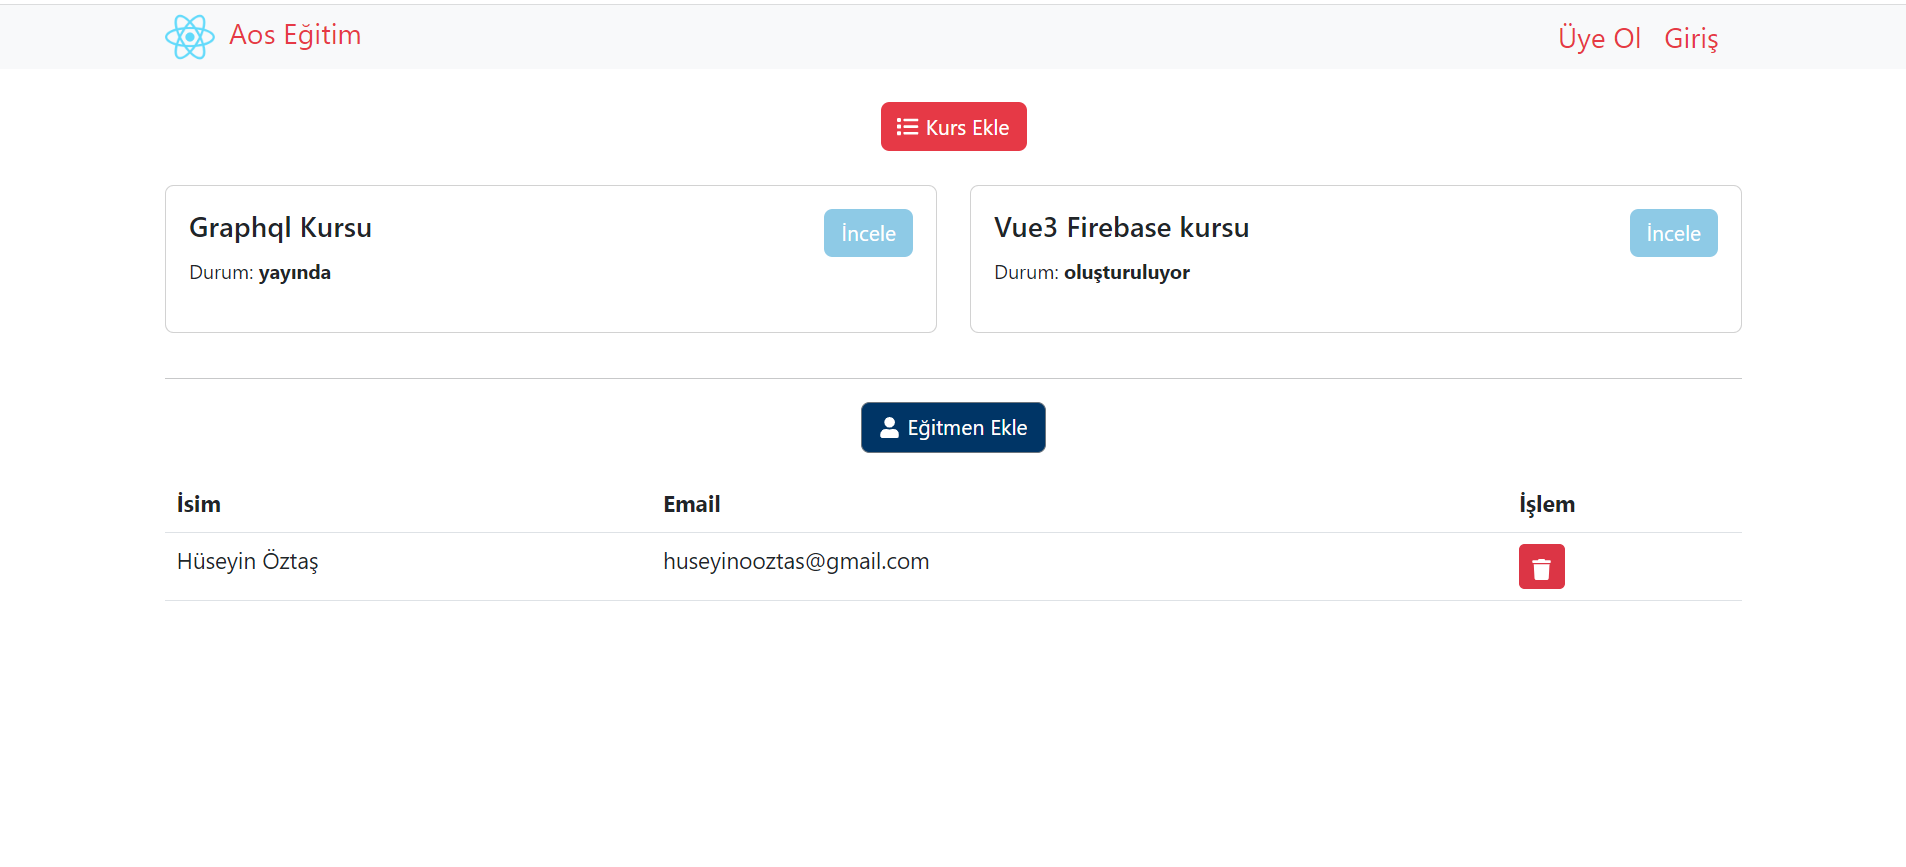 Aos Eğitim
Üye Ol Giriş
Kurs Ekle
Graphql Kursu
İncele
Durum: yayında
Vue3 Firebase kursu
İncele
Durum: oluşturuluyor
Eğitmen Ekle
İsim Email İşlem
Hüseyin Öztaş huseyinooztas@gmail.com